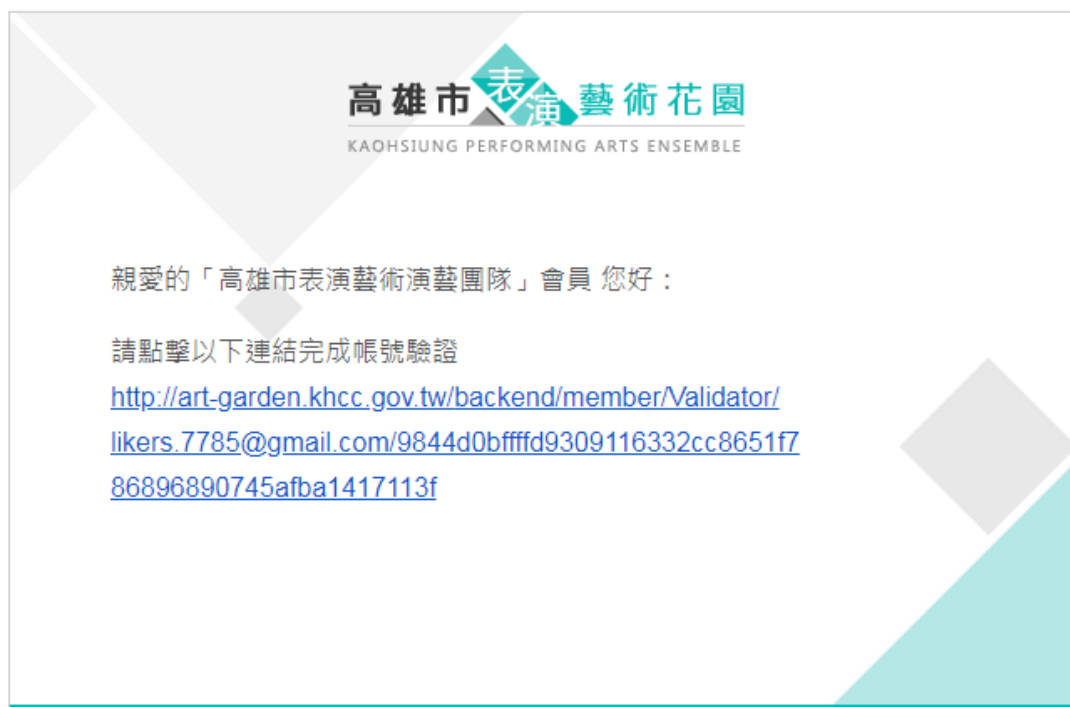 高雄市表演藝術花園
KAOHSIUNG PERFORMING ARTS ENSEMBLE
親愛的「高雄市表演藝術演藝團隊」會員 您好：
請點擊以下連結完成帳號驗證
http://art-garden.khcc.gov.tw/backend/member/Validator/
likers.7785@gmail.com/9844d0bffffd9309116332cc8651f7
86896890745afba1417113f